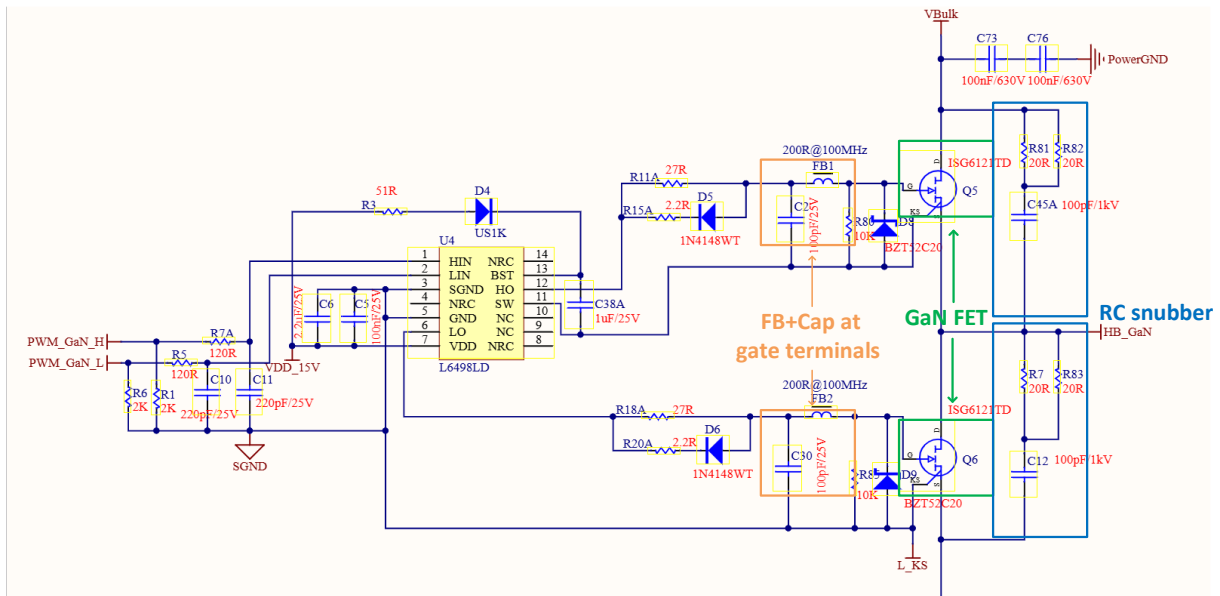 VBulk
C73
C76
PowerGND
100nF/630V
100nF/630V
200R@100MHz
FB1
27R
R11A
D5
R15A
2.2R
1N4148WT
51R
R3
D4
US1K
100pF/25V
R80
10K
D8
BZT52C20
ISG6121TD
Q5
D
G
KS
R81
20R
R82
20R
C45A
100pF/1kV
U4
1
2
3
4
5
6
7
HIN
LIN
SGND
NRC
GND
LO
VDD
NRC
BST
HO
SW
NC
NC
NRC
14
13
12
11
10
9
8
L6498LD
C38A
1uF/25V
C6
2.2uF/25V
C5
100nF/25V
VDD_15V
PWM_GaN_H
PWM_GaN_L
R7A
120R
R5
120R
R6
2K
R1
2K
C10
220pF/25V
C11
220pF/25V
SGND
FB+Cap at
gate terminals
GaN FET
RC snubber
HB_GaN
200R@100MHz
FB2
R18A
27R
R20A
2.2R
D6
1N4148WT
C30
100pF/25V
10K
D9
BZT52C20
ISG6121TD
Q6
D
G
KS
S
R7
20R
R83
20R
C12
100pF/1kV
L_KS